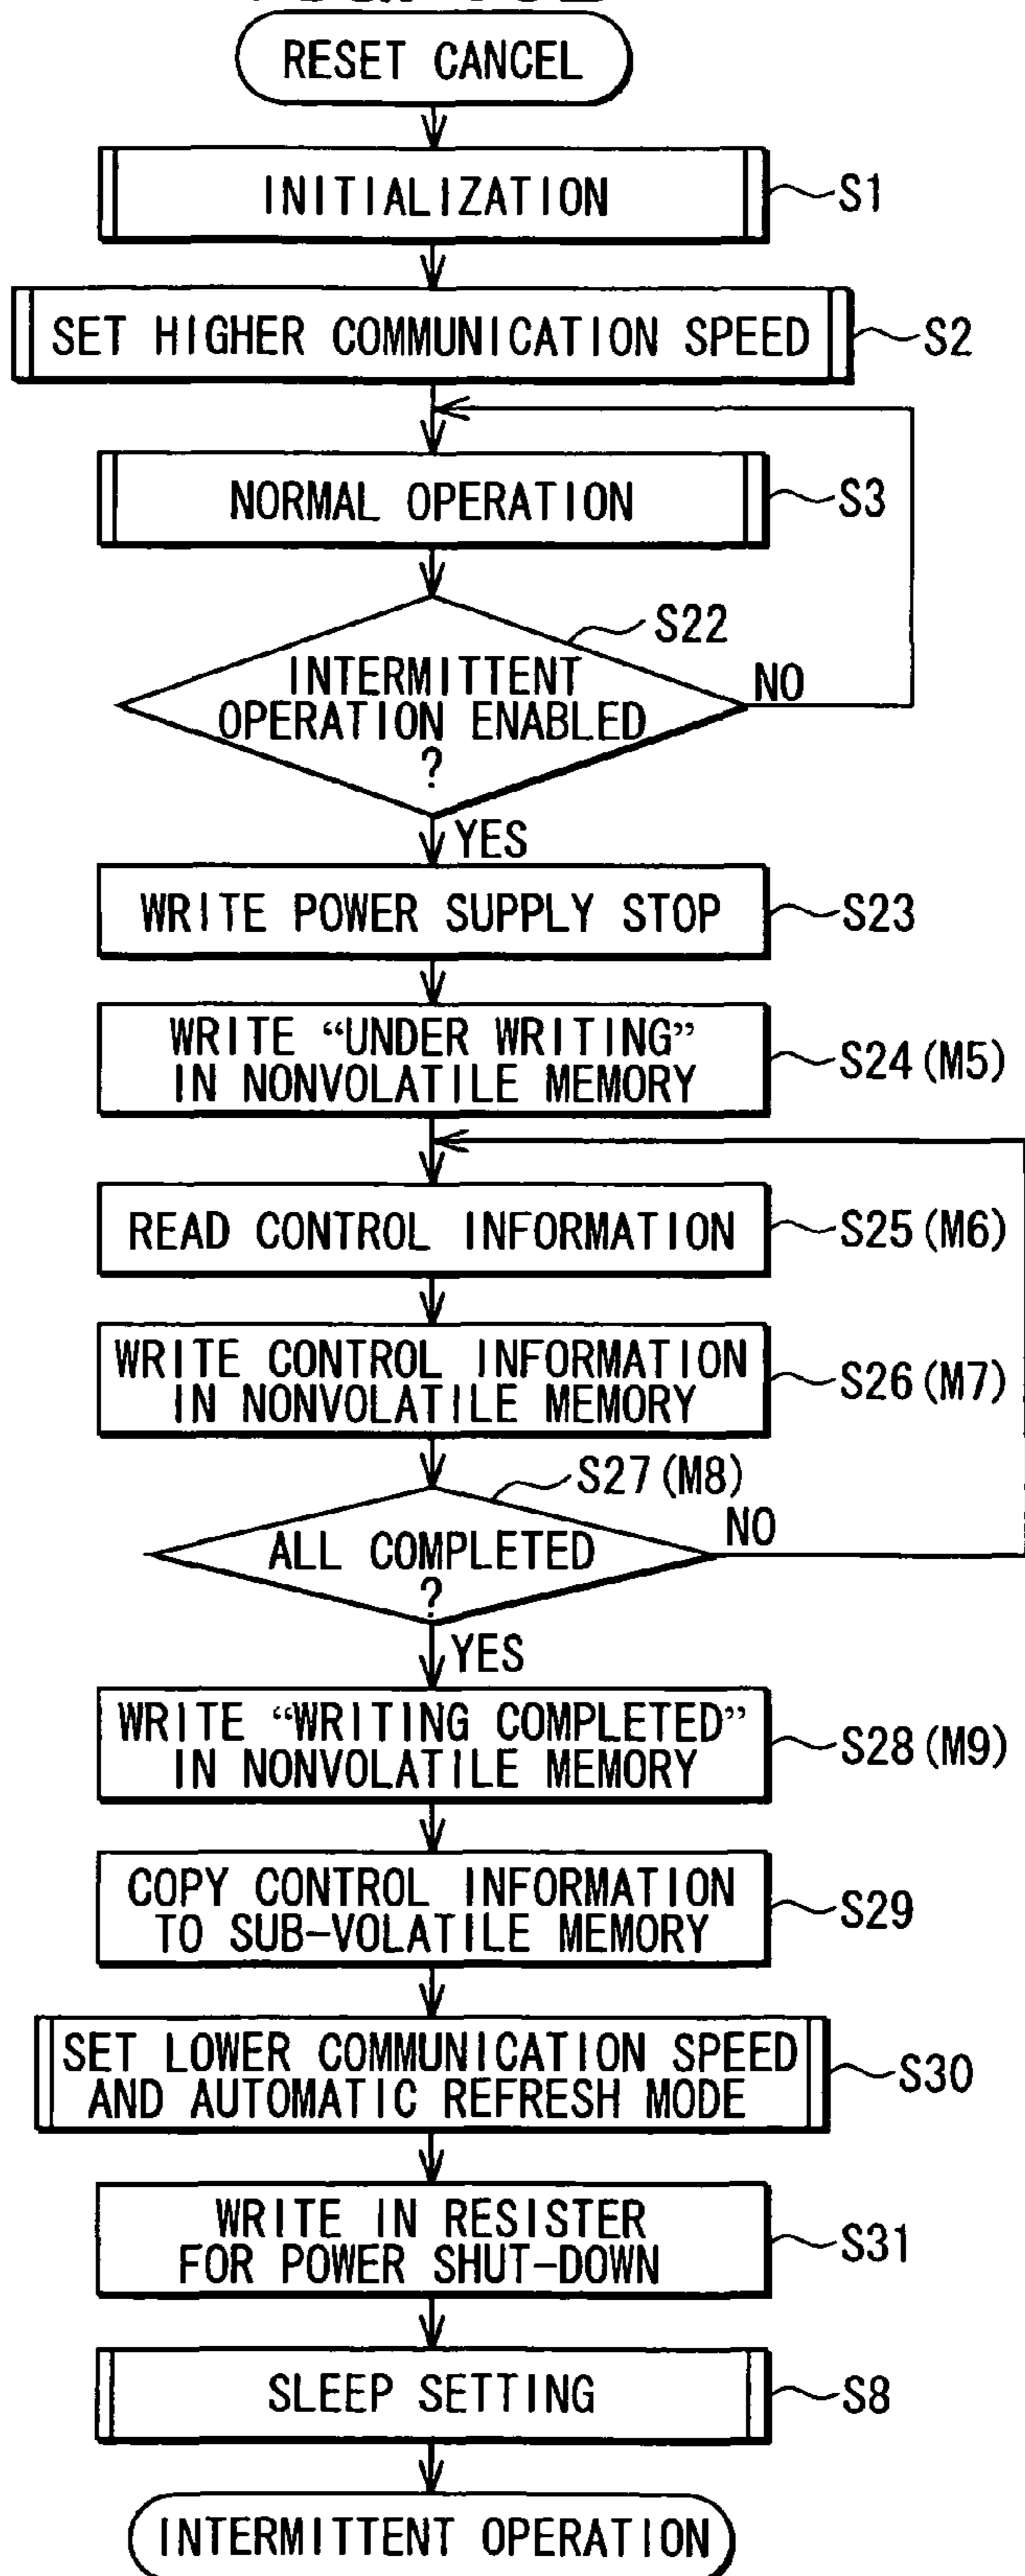 RESET CANCEL
INITIALIZATION
S1
SET HIGHER COMMUNICATION SPEED
S2
NORMAL OPERATION
S3
S22
INTERMITTENT
OPERATION ENABLED
?
NO
YES
WRITE POWER SUPPLY STOP
S23
WRITE “UNDER WRITING”
IN NONVOLATILE MEMORY
S24 (M5)
READ CONTROL INFORMATION
S25 (M6)
WRITE CONTROL INFORMATION
IN NONVOLATILE MEMORY
S26 (M7)
S27 (M8)
ALL COMPLETED
?
NO
YES
WRITE “WRITING COMPLETED”
IN NONVOLATILE MEMORY
S28 (M9)
COPY CONTROL INFORMATION
TO SUB-VOLATILE MEMORY
S29
SET LOWER COMMUNICATION SPEED
AND AUTOMATIC REFRESH MODE
S30
WRITE IN RESISTER
FOR POWER SHUT-DOWN
S31
SLEEP SETTING
S8
INTERMITTENT OPERATION